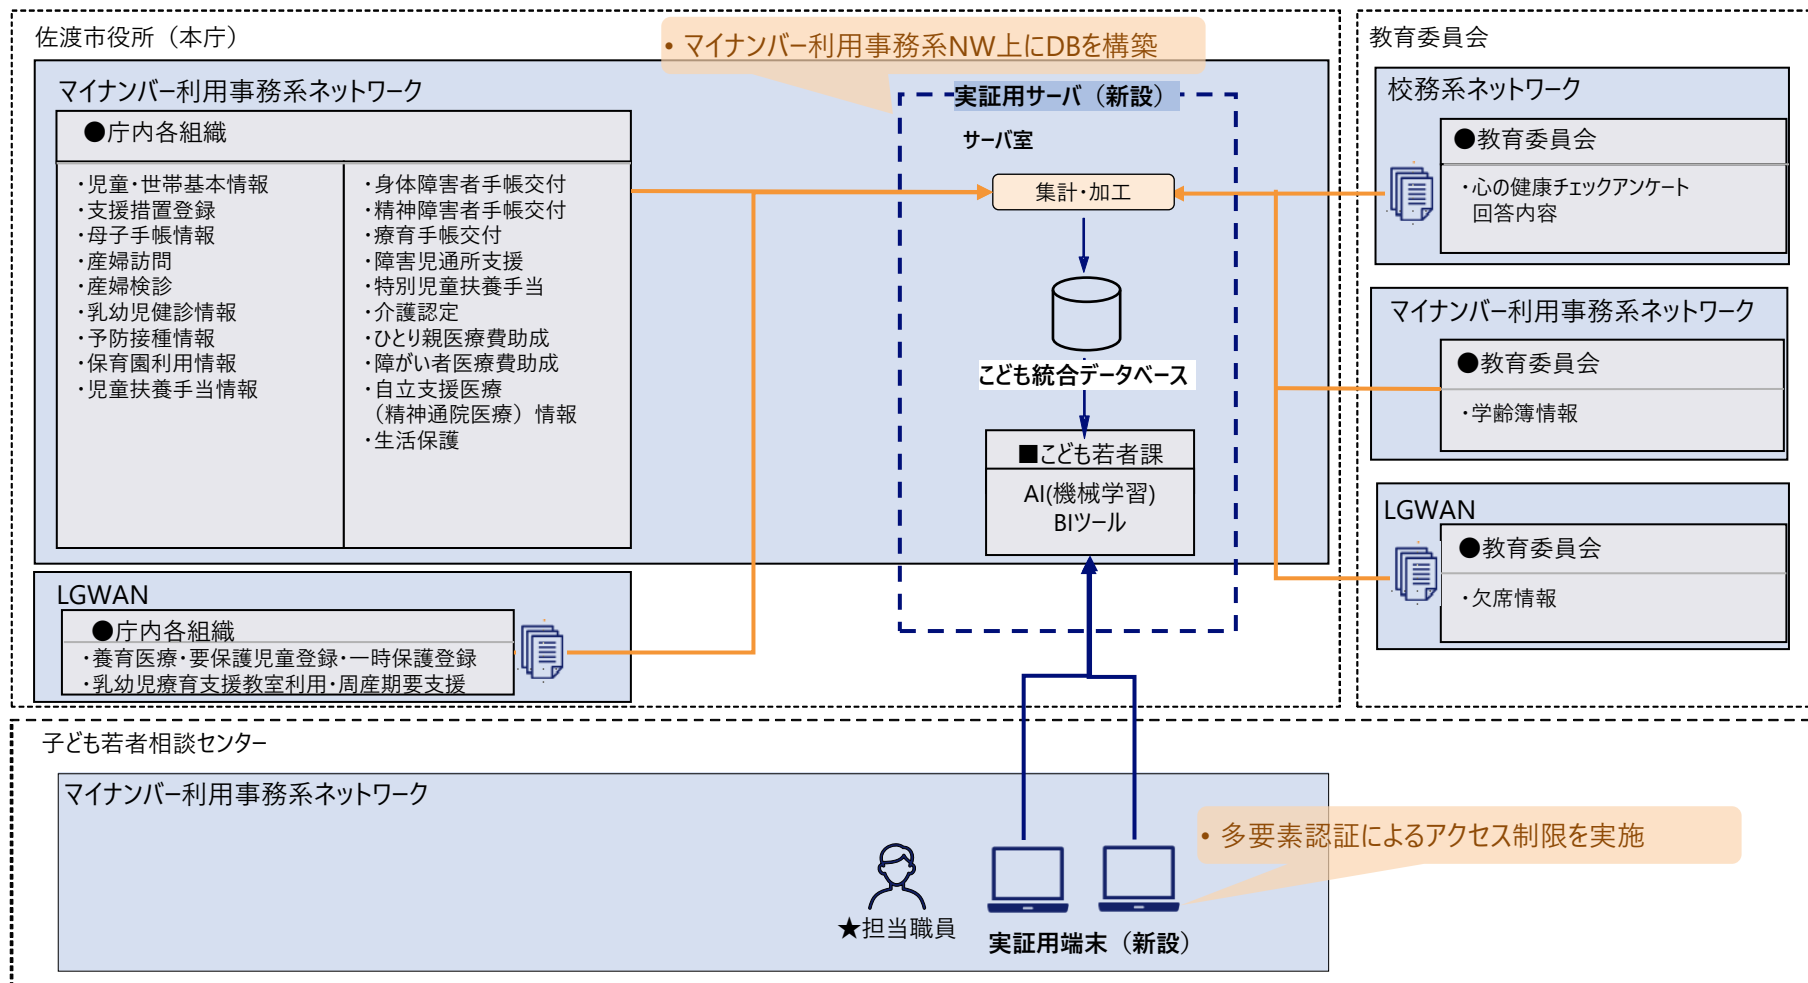 佐渡市役所（本庁）
・マイナンバー利用事務系NW上にDBを構築
マイナンバー利用事務系ネットワーク
●庁内各組織
・児童・世帯基本情報
・支援措置登録
・母子手帳情報
・産婦訪問
・産婦検診
・乳幼児健診情報
・予防接種情報
・保育園利用情報
・児童扶養手当情報
・身体障害者手帳交付
・精神障害者手帳交付
・療育手帳交付
・障害児通所支援
・特別児童扶養手当
・介護認定
・ひとり親医療費助成
・障がい者医療費助成
・自立支援医療
（精神通院医療）情報
・生活保護
実証用サーバ（新設）
サーバ室
集計・加工
こども統合データベース
■こども若者課
AI(機械学習)
BIツール
LGWAN
●庁内各組織
・養育医療・要保護児童登録・一時保護登録
・乳幼児療育支援教室利用・周産期要支援
教育委員会
校務系ネットワーク
●教育委員会
・心の健康チェックアンケート
回答内容
マイナンバー利用事務系ネットワーク
●教育委員会
・学齢簿情報
LGWAN
●教育委員会
・欠席情報
子ども若者相談センター
マイナンバー利用事務系ネットワーク
★担当職員
実証用端末（新設）
・多要素認証によるアクセス制限を実施